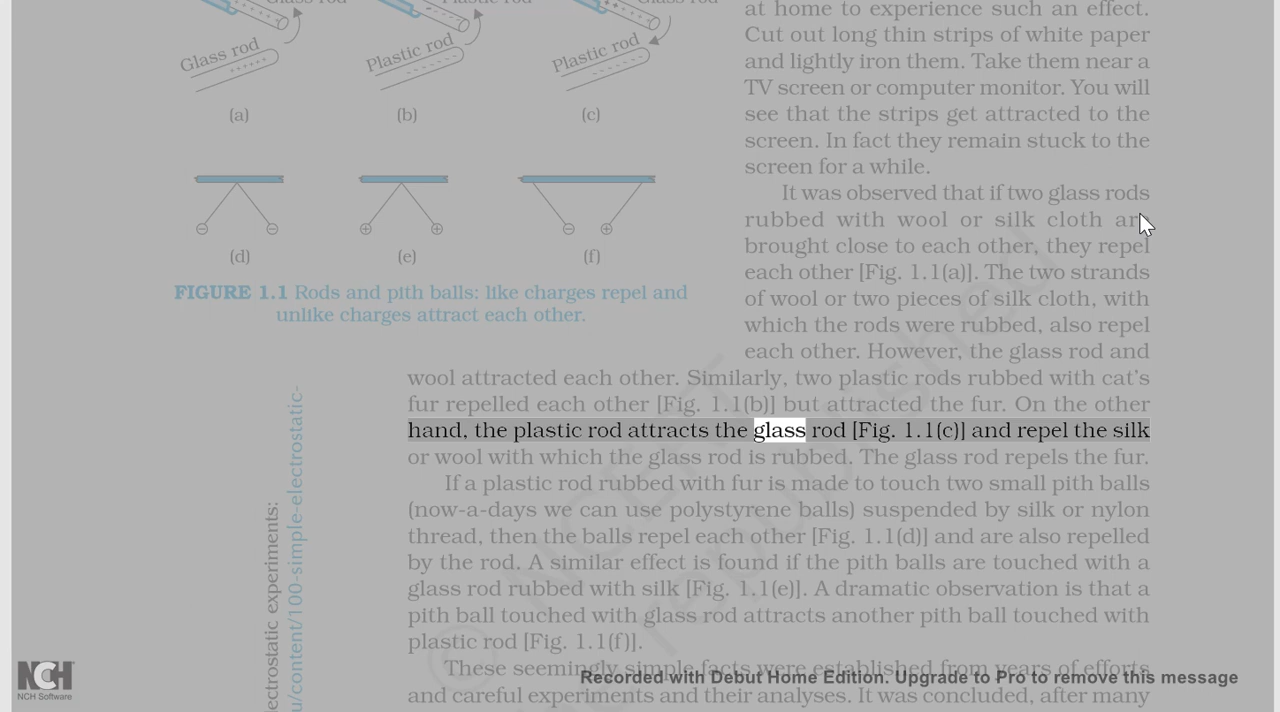 Glass rod
Plastic rod
Glass rod
Glass rod
Plastic rod
Plastic rod
(a)
(b)
(c)
(d)
(e)
(f)
FIGURE 1.1 Rods and pith balls: like charges repel and
unlike charges attract each other.
at home to experience such an effect.
Cut out long thin strips of white paper
and lightly iron them. Take them near a
TV screen or computer monitor. You will
see that the strips get attracted to the
screen. In fact they remain stuck to the
screen for a while.
It was observed that if two glass rods
rubbed with wool or silk cloth are
brought close to each other, they repel
each other [Fig. 1.1(a)]. The two strands
of wool or two pieces of silk cloth, with
which the rods were rubbed, also repel
each other. However, the glass rod and
wool attracted each other. Similarly, two plastic rods rubbed with cat's
fur repelled each other [Fig. 1.1(b)] but attracted the fur. On the other
hand, the plastic rod attracts the glass rod [Fig. 1.1(c)] and repel the silk
or wool with which the glass rod is rubbed. The glass rod repels the fur.
If a plastic rod rubbed with fur is made to touch two small pith balls
(now-a-days we can use polystyrene balls) suspended by silk or nylon
thread, then the balls repel each other [Fig. 1.1(d)] and are also repelled
by the rod. A similar effect is found if the pith balls are touched with a
glass rod rubbed with silk [Fig. 1.1(e)]. A dramatic observation is that a
pith ball touched with glass rod attracts another pith ball touched with
plastic rod [Fig. 1.1(f)].
These seemingly simple facts were established from years of efforts
and careful experiments and their analyses. It was concluded, after many
ectrostatic experiments:
u/content/100-simple-electrostatic-
© NCERT
republished
NCH
NCH Software
Recorded with Debut Home Edition. Upgrade to Pro to remove this message